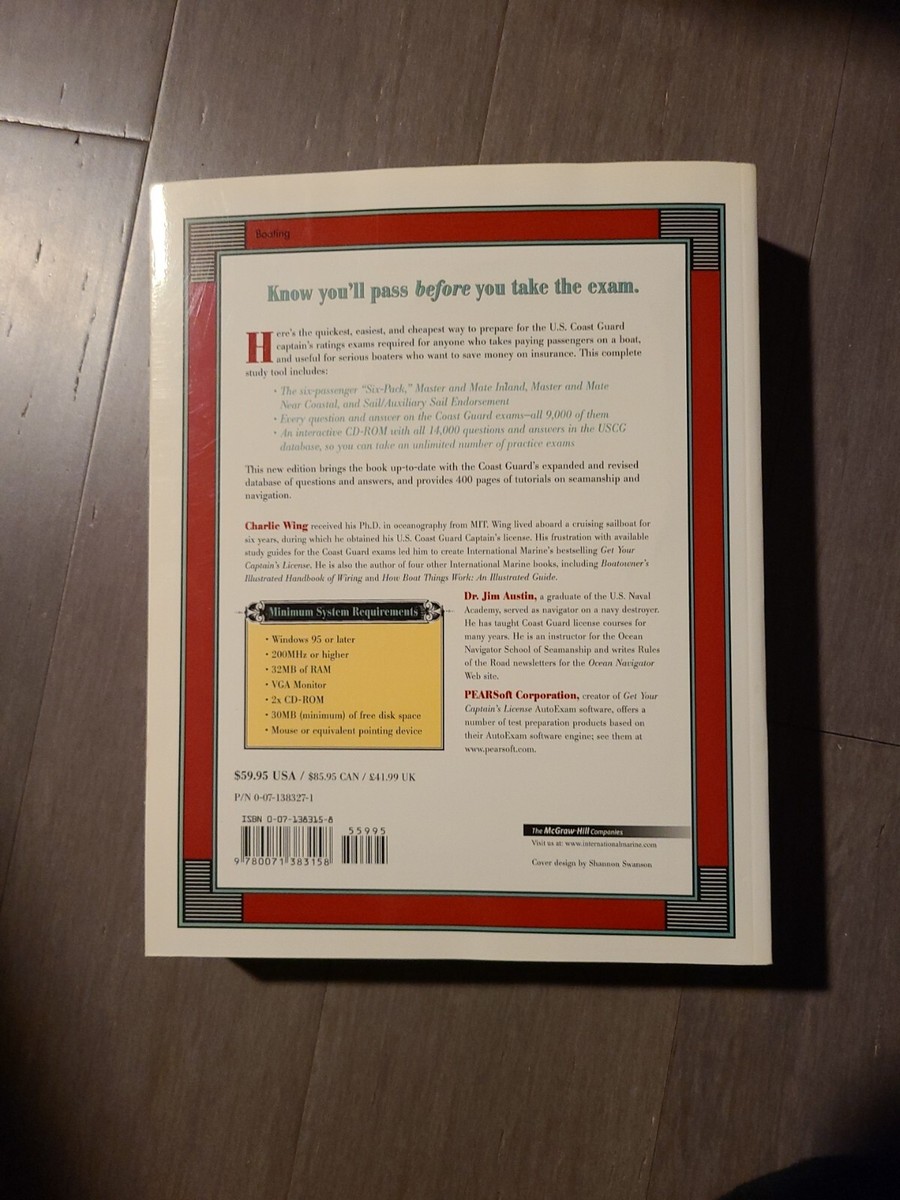 Boating
Know you'll pass before you take the exam.
Here's the quickest, easiest, and cheapest way to prepare for the U.S. Coast Guard
captain's ratings exams required for anyone who takes paying passengers on a boat,
and useful for serious boaters who want to save money on insurance. This complete
study tool includes:
• The six-passenger "Six-Pack," Master and Mate Inland, Master and Mate
Near Coastal, and Sail/Auxiliary Sail Endorsement
• Every question and answer on the Coast Guard exams—all 9,000 of them
• An interactive CD-ROM with all 14,000 questions and answers in the USCG
database, so you can take an unlimited number of practice exams
This new edition brings the book up-to-date with the Coast Guard's expanded and revised
database of questions and answers, and provides 400 pages of tutorials on seamanship and
navigation.
Charlie Wing received his Ph.D. in oceanography from MIT. Wing lived aboard a cruising sailboat for
six years, during which he obtained his U.S. Coast Guard Captain's license. His frustration with available
study guides for the Coast Guard exams led him to create International Marine's bestselling Get Your
Captain's License. He is also the author of four other International Marine books, including Boatowner's
Illustrated Handbook of Wiring and How Boat Things Work: An Illustrated Guide.
Dr. Jim Austin, a graduate of the U.S. Naval
Academy, served as navigator on a navy destroyer.
He has taught Coast Guard license courses for
many years. He is an instructor for the Ocean
Navigator School of Seamanship and writes Rules
of the Road newsletters for the Ocean Navigator
Web site.
PEARSoft Corporation, creator of Get Your
Captain's License AutoExam software, offers a
number of test preparation products based on
their AutoExam software engine; see them at
www.pearsoft.com.
Minimum System Requirements
• Windows 95 or later
• 200MHz or higher
• 32MB of RAM
• VGA Monitor
• 2x CD-ROM
• 30MB (minimum) of free disk space
• Mouse or equivalent pointing device
$59.95 USA / $85.95 CAN / £41.99 UK
P/N 0-07-138327-1
ISBN 0-07-138315-8
55995
9 780071 383158
The McGraw-Hill Companies
Visit us at: www.internationalmarine.com
Cover design by Shannon Swanson